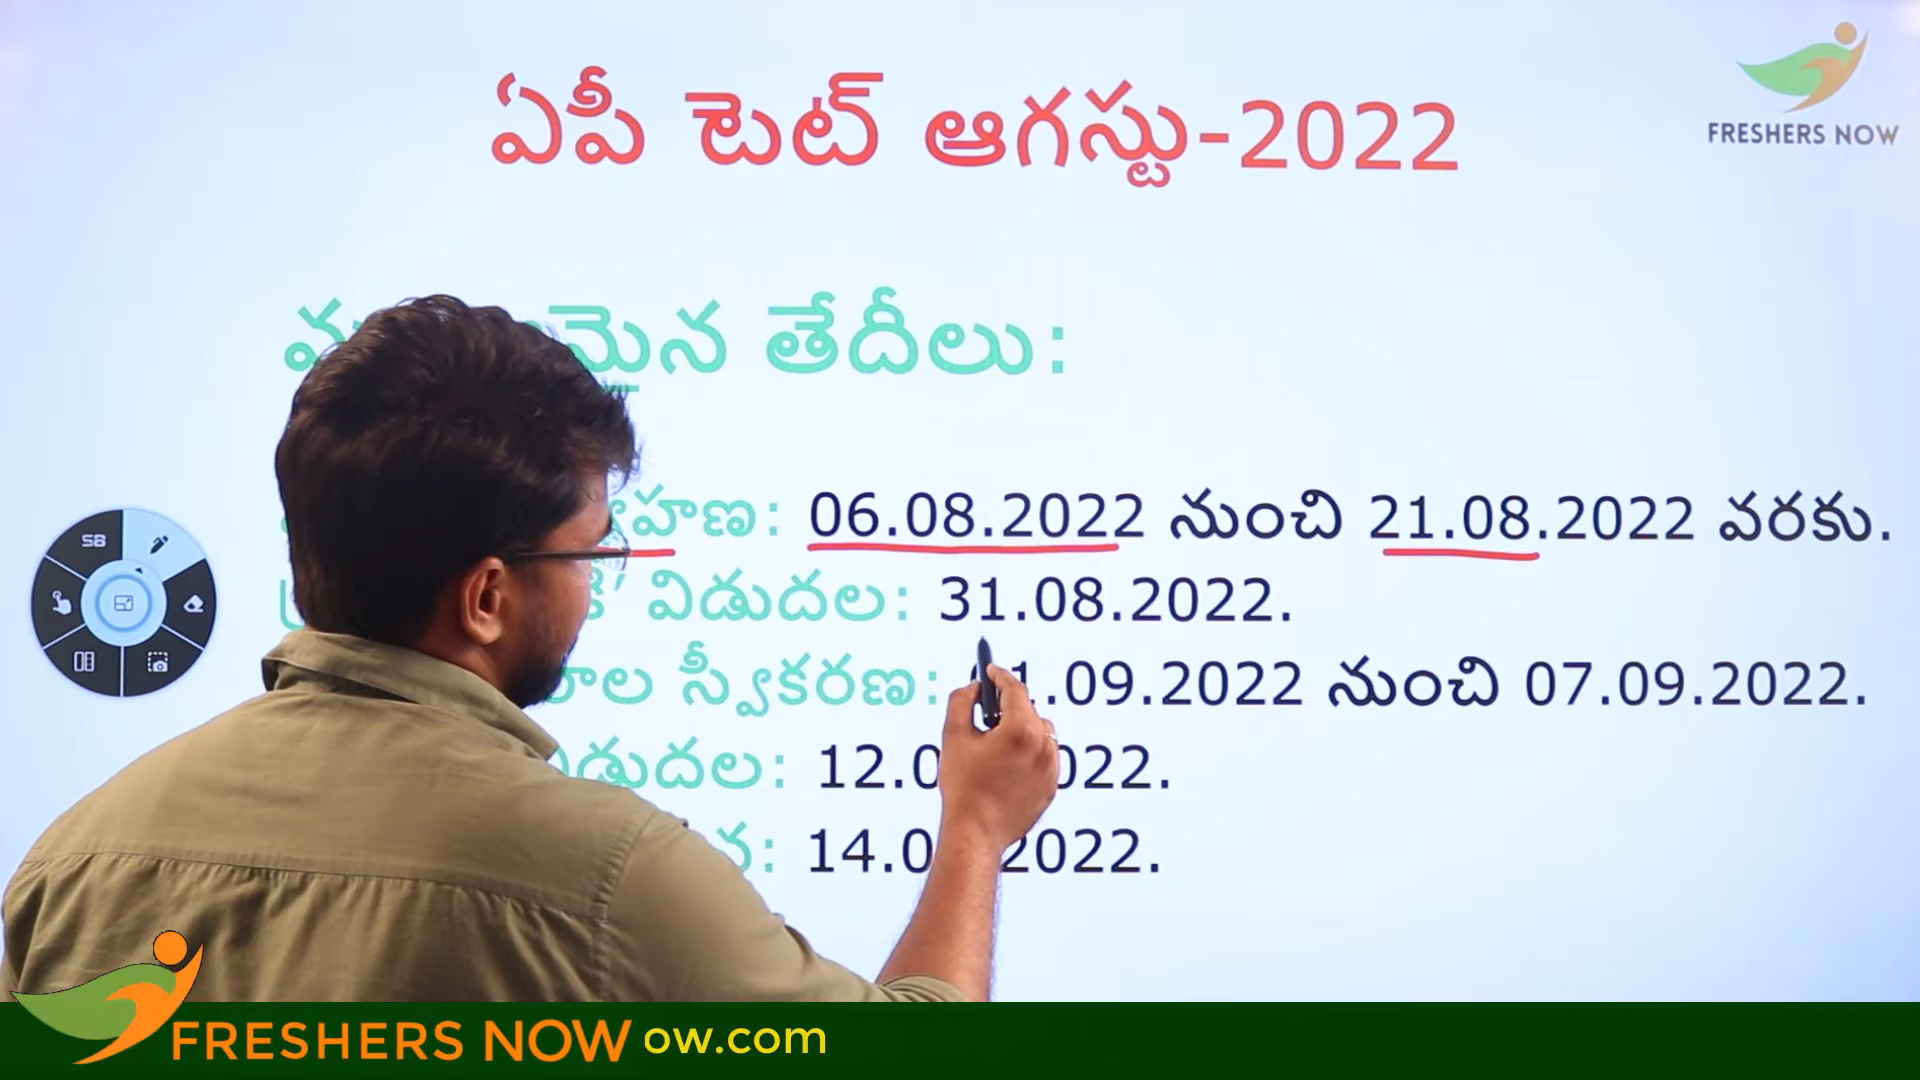 ఏపీ టెట్ ఆగస్టు-2022
FRESHERS NOW
తేదీలు:
06.08.2022 నుంచి 21.08.2022 వరకు.
విడుదల: 31.08.2022.
స్వీకరణ: .09.2022 నుంచి 07.09.2022.
విడుదల: 12.0 022.
14.0 2022.
SB
FRESHERS NOW ow.com